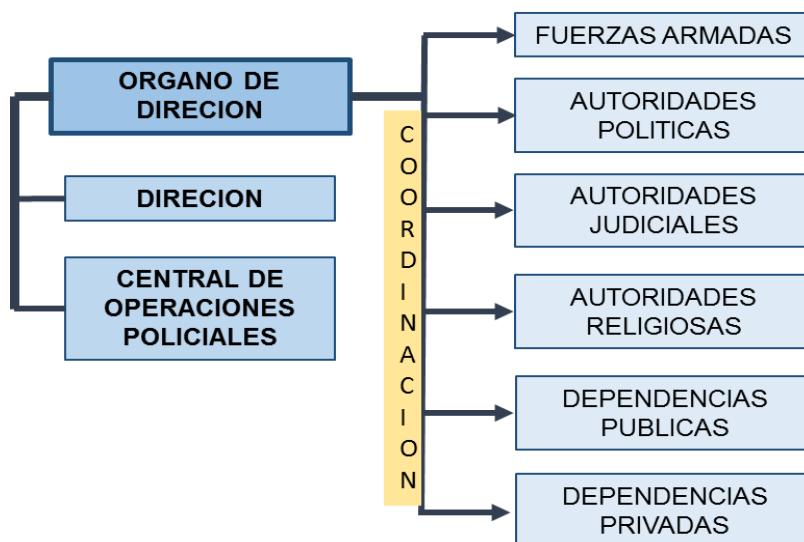 ORGANO DE
DIRECION
DIRECION
CENTRAL DE
OPERACIONES
POLICIALES
COORDINACION
FUERZAS ARMADAS
AUTORIDADES
POLITICAS
AUTORIDADES
JUDICIALES
AUTORIDADES
RELIGIOSAS
DEPENDENCIAS
PUBLICAS
DEPENDENCIAS
PRIVADAS